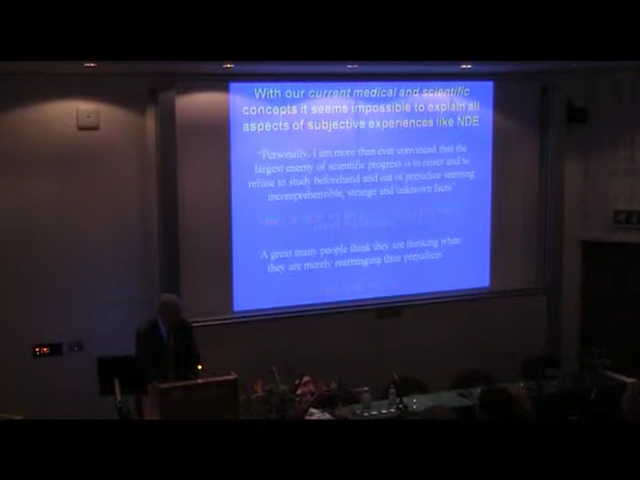 With our current medical and scientific
concepts it seems impossible to explain all
aspects of subjective experiences like NDE
"Personally, I am more than ever convinced that the
largest enemy of scientific progress is to reject and to
refuse to study beforehand and out of prejudice seeming
incomprehensible, strange and unknown facts"
A great many people think they are thinking when
they are merely rearranging their prejudices